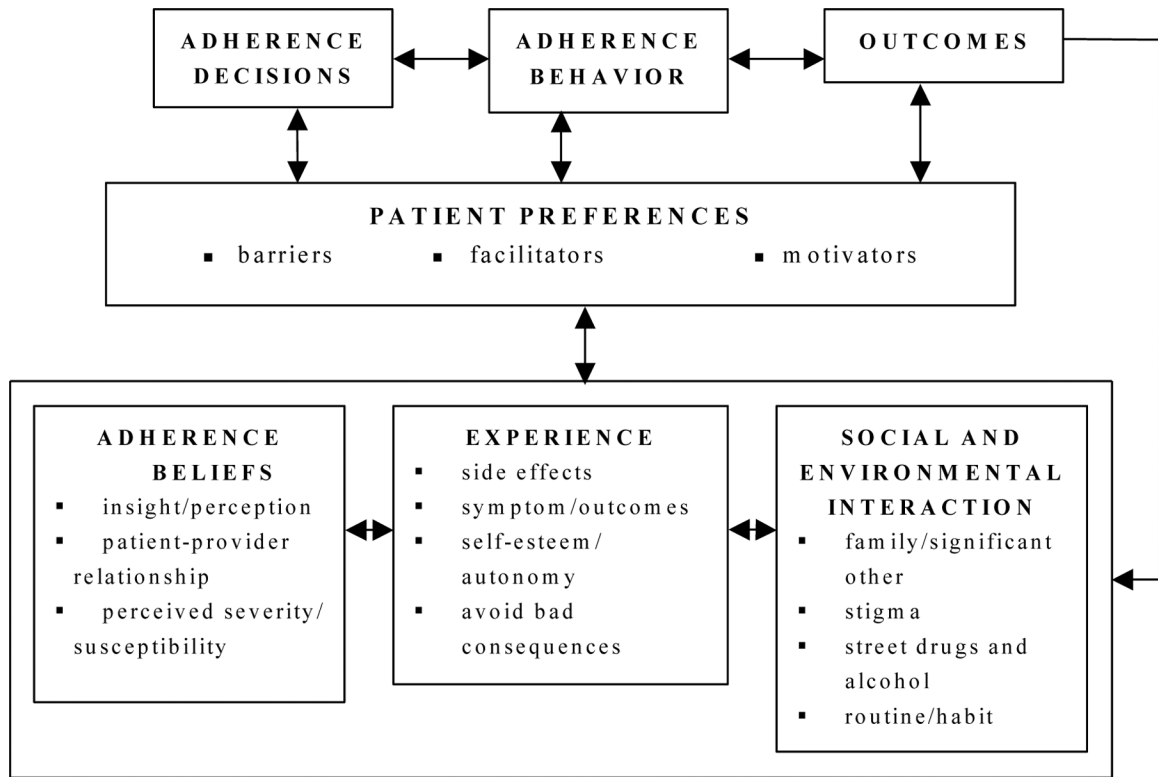 ADHERENCE
DECISIONS
ADHERENCE
BEHAVIOR
OUTCOMES
PATIENT PREFERENCES
▪ barriers ▪ facilitators ▪ motivators
ADHERENCE
BELIEFS
▪ insight/perception
▪ patient-provider
relationship
▪ perceived severity/
susceptibility
EXPERIENCE
▪ side effects
▪ symptom/outcomes
▪ self-esteem/
autonomy
▪ avoid bad
consequences
SOCIAL AND
ENVIRONMENTAL
INTERACTION
▪ family/significant
other
▪ stigma
▪ street drugs and
alcohol
▪ routine/habit